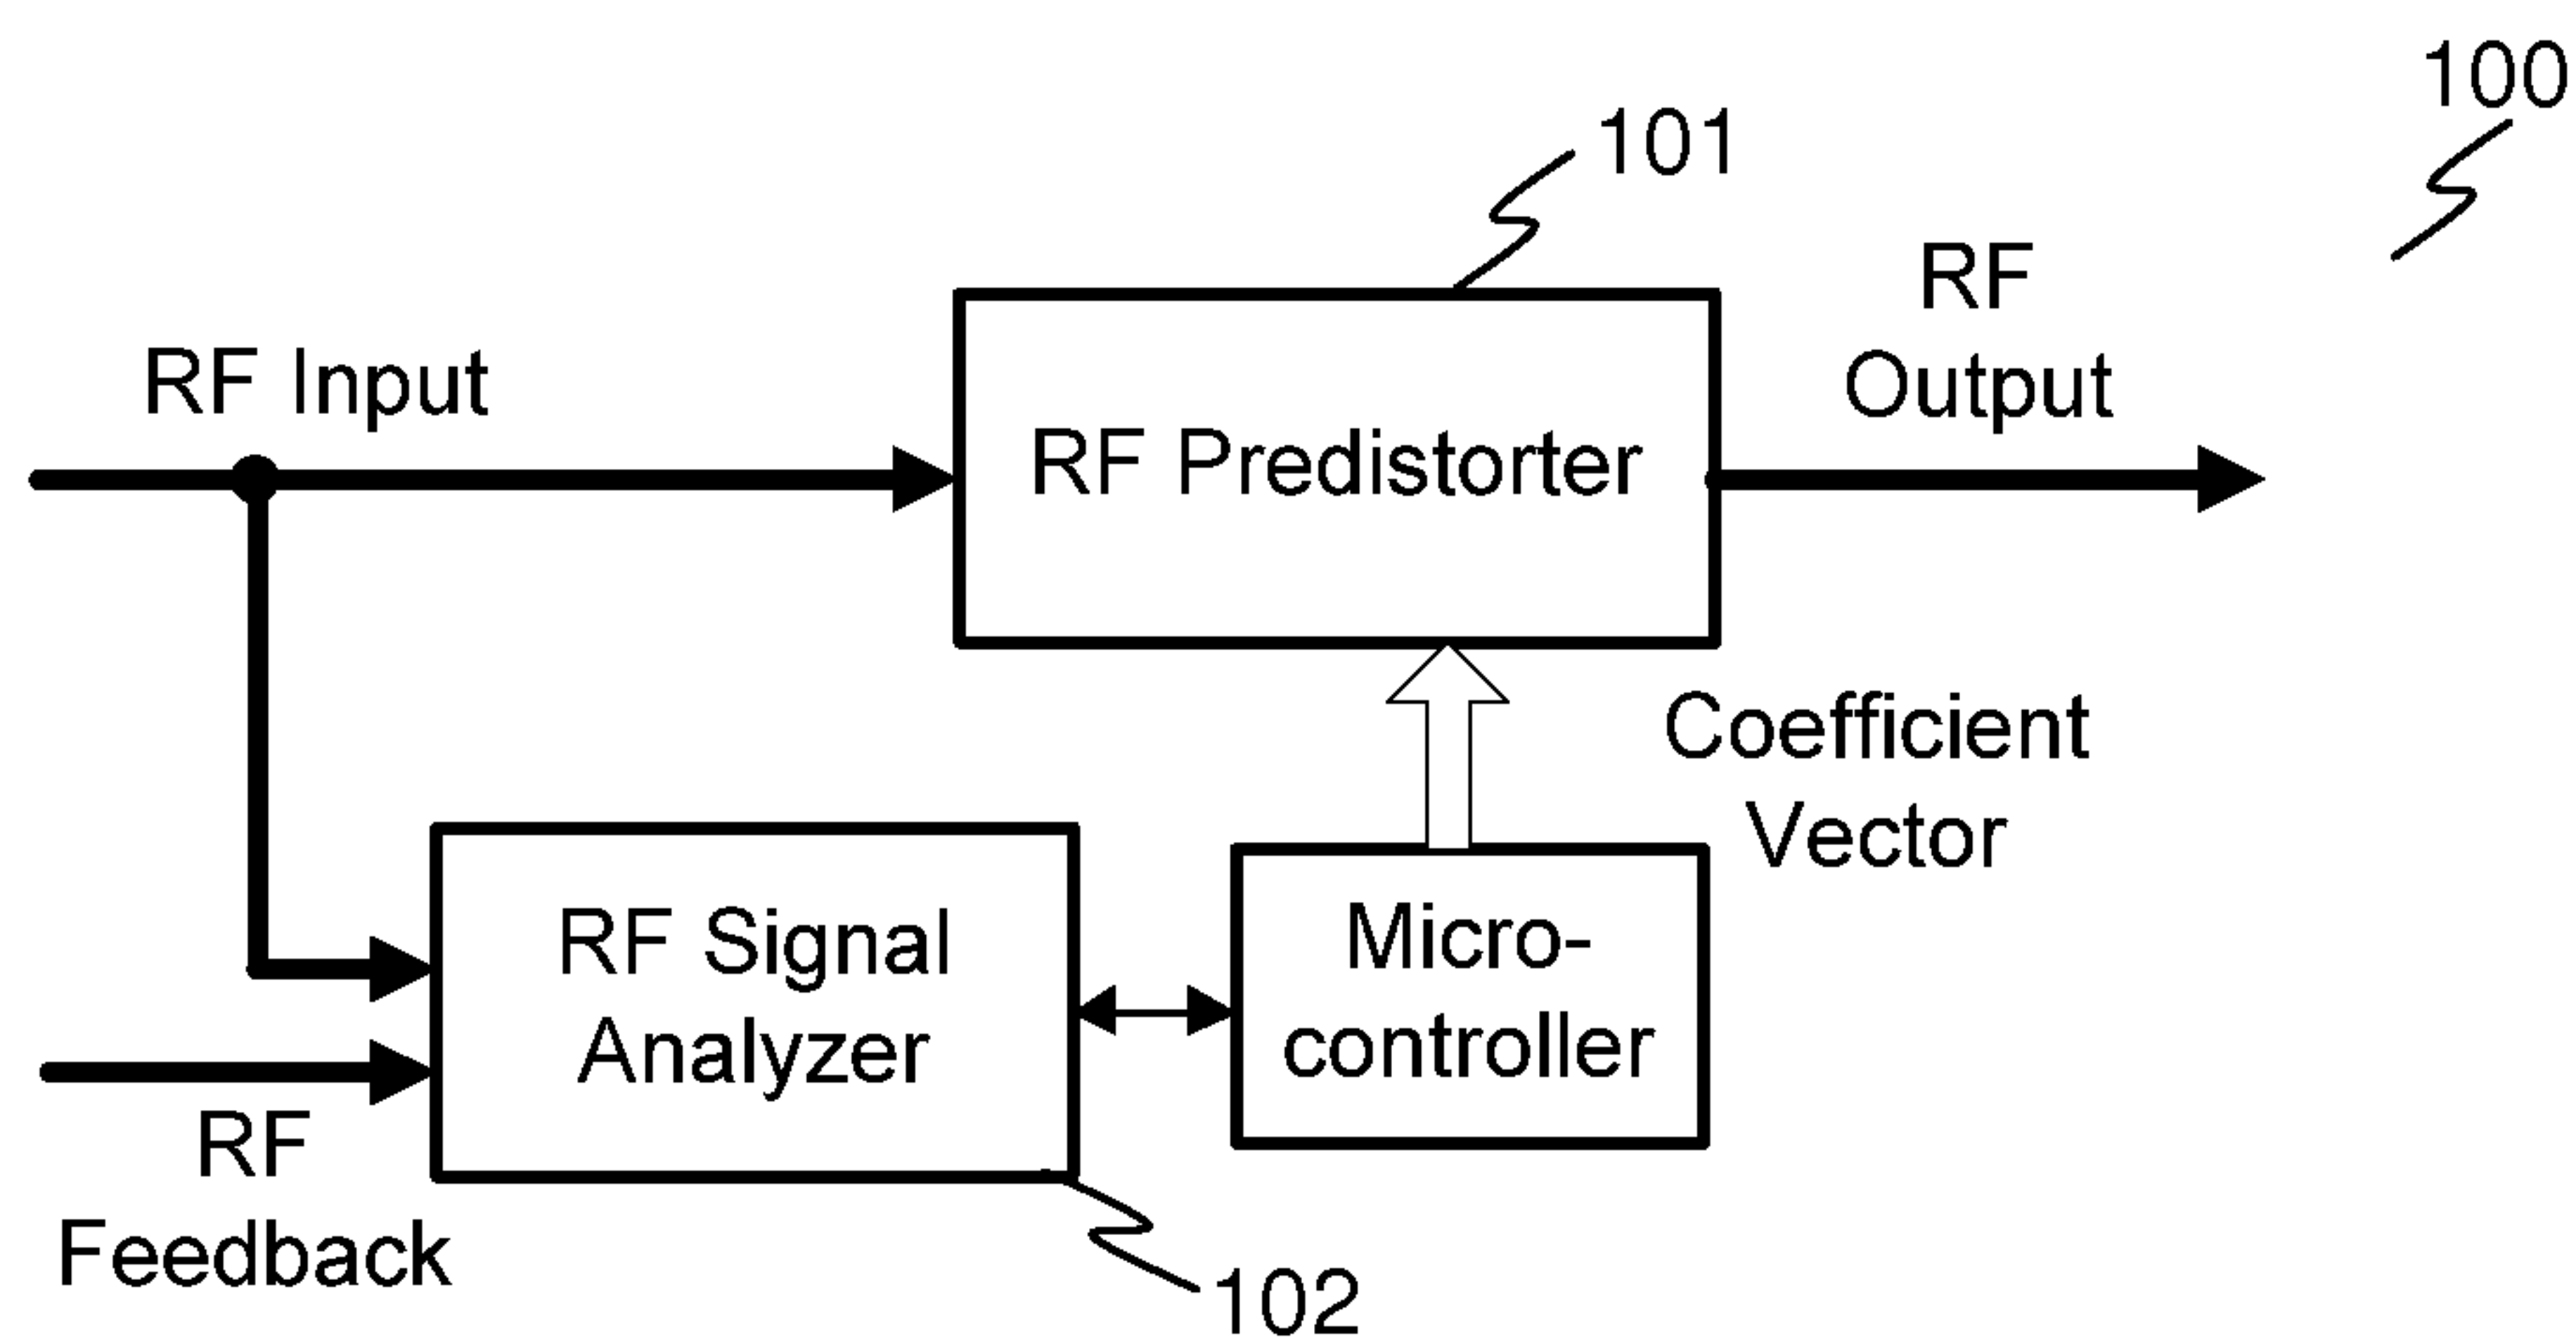 100
101
RF
Output
RF Input
RF Predistorter
Coefficient
Vector
RF Signal
Analyzer
Micro-
controller
RF
Feedback
102